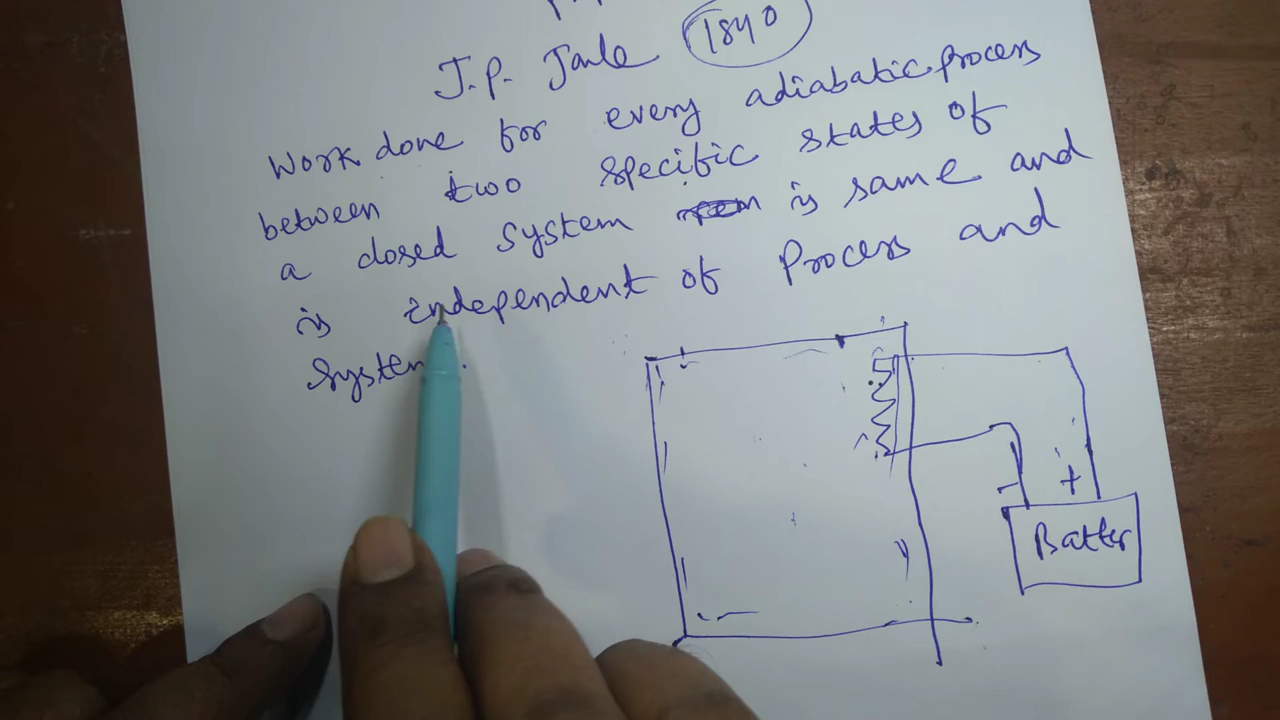 J.P. Joule 1840
Work done for every adiabatic process
between two specific states of
a closed system is same and
is independent of Process and
System.
- +
Batter